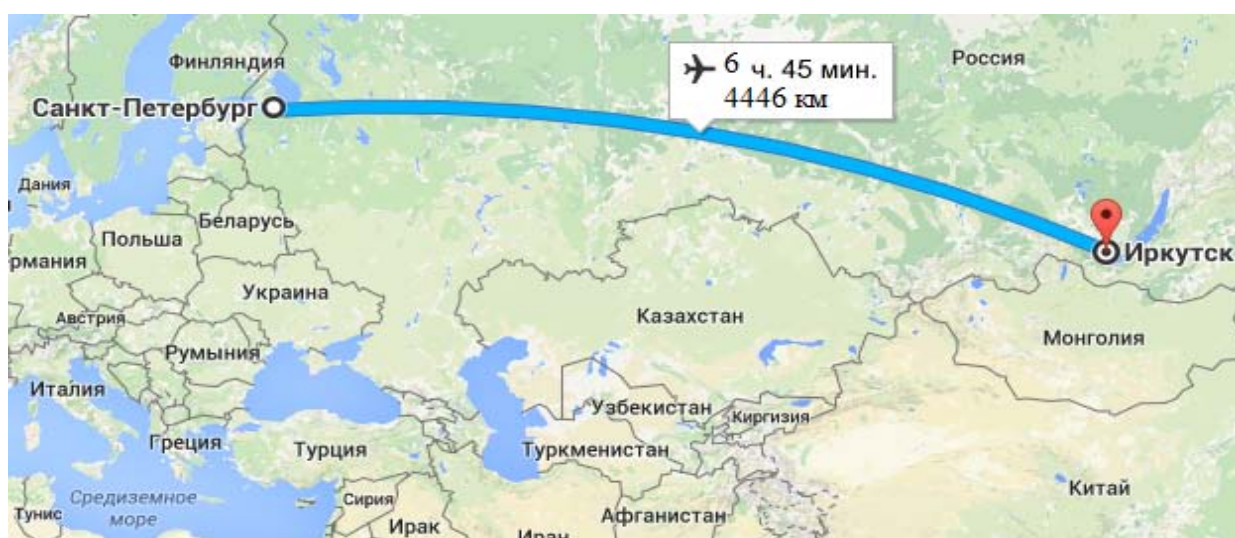 Россия
Финляндия
6 ч. 45 мин.
4446 км
Санкт-Петербург
Дания
Беларусь
Польша
Иркутск
рмания
Украина
Австрия
Казахстан
Монголия
Румыния
Италия
Узбекистан
Киргизия
Греция
Турция
Туркменистан
Китай
Средиземное
море
Сирия
Тунис
Ирак
Афганистан
Иран